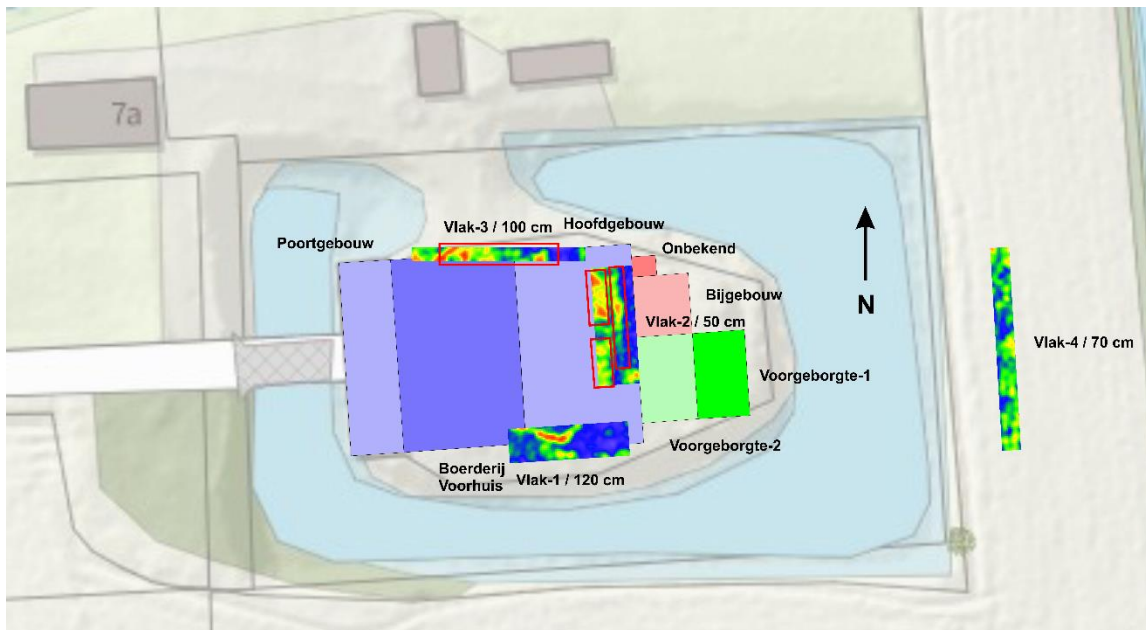 7a
Vlak-3 / 100 cm
Hoofdgebouw
Poortgebouw
Onbekend
Bijgebouw
N
Vlak-2 / 50 cm
Vlak-4 / 70 cm
Voorgeborgte-1
Voorgeborgte-2
Boerderij
Voorhuis
Vlak-1 / 120 cm